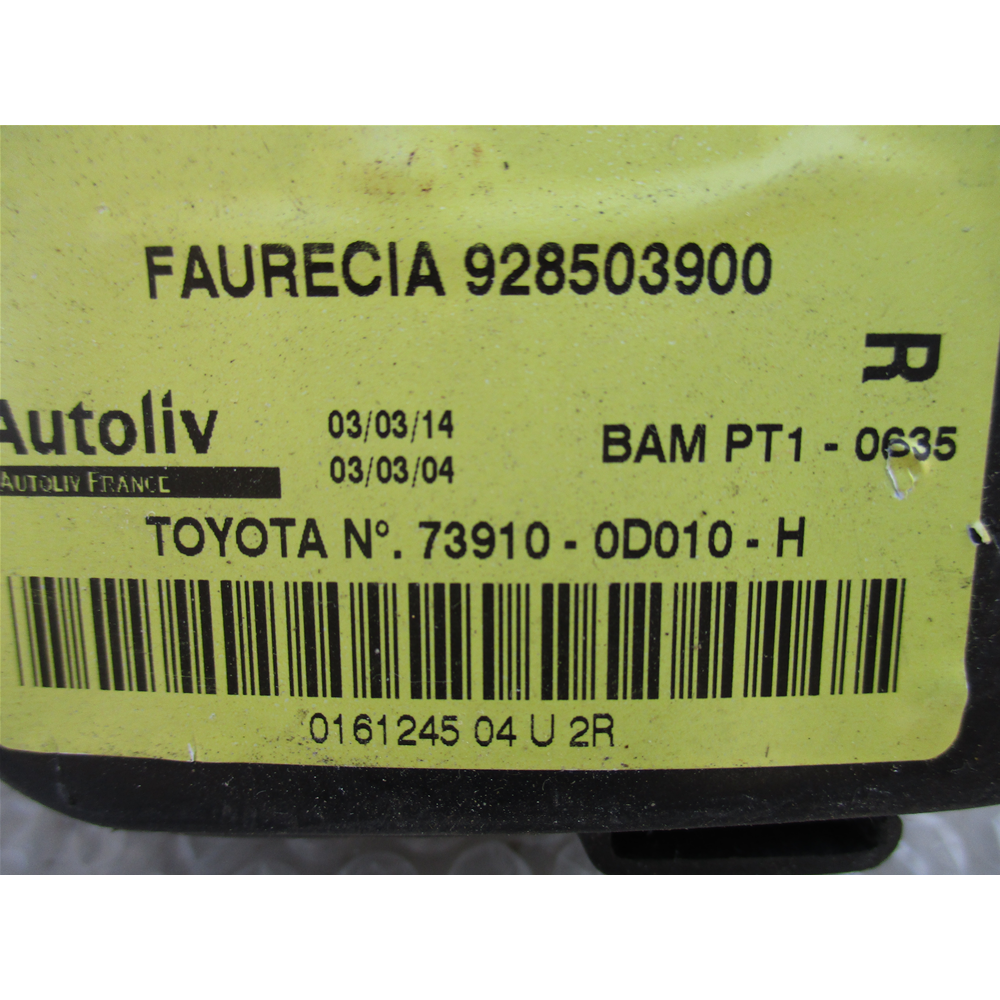 FAURECIA 928503900
R
Autoliv
AUTOLIV FRANCE
03/03/14
03/03/04
BAM PT1 - 0635
TOYOTA N°. 73910 - 0D010 - H
0161245 04 U 2R